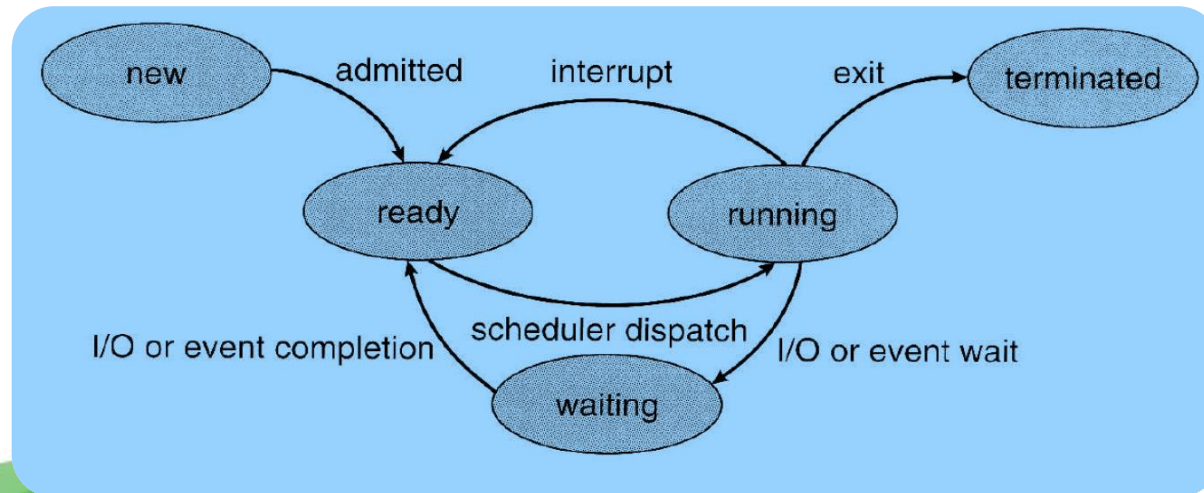 new
admitted
interrupt
exit
terminated
ready
running
scheduler dispatch
I/O or event completion
I/O or event wait
waiting